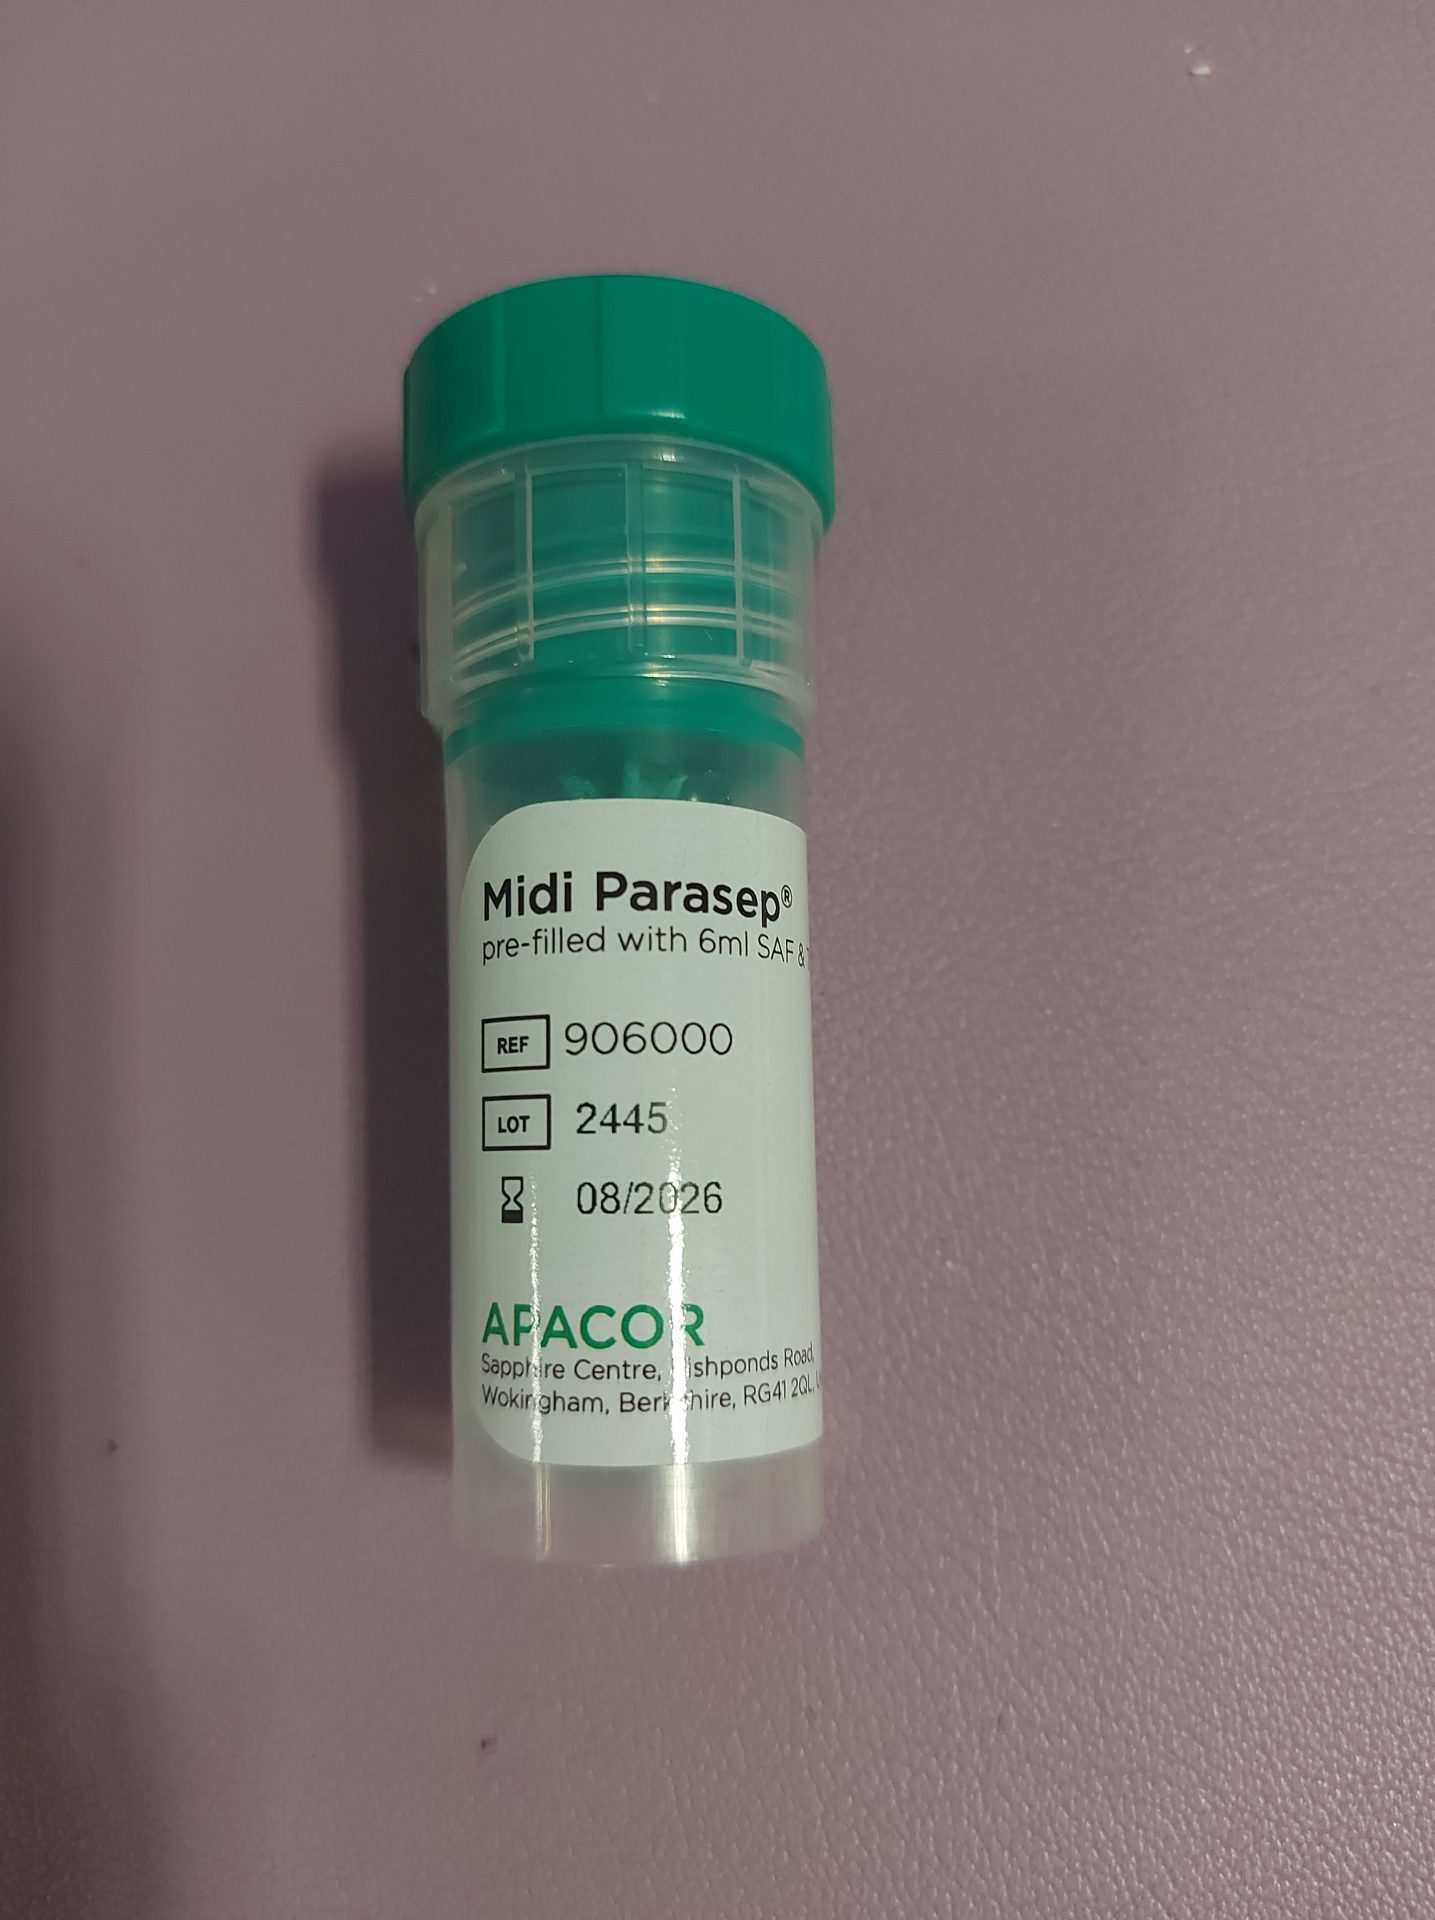 Midi Parasep®
pre-filled with 6ml SAF &
REF 906000
LOT 2445
08/2026
APACOR
Sapphire Centre, Road,
Wokingham, Berkshire, RG41 2QL,